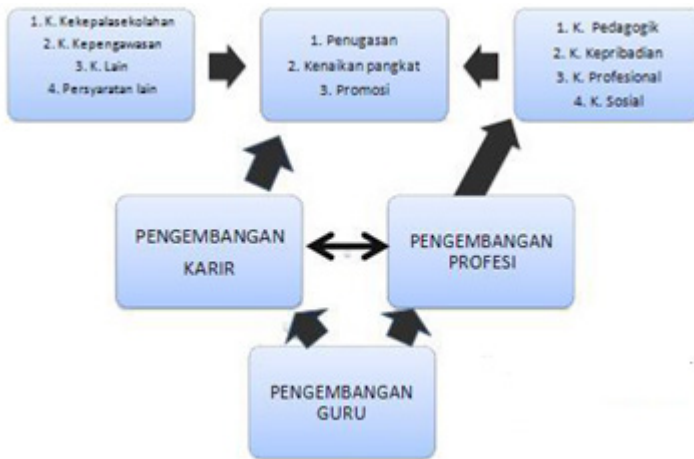 1. K. Kekepalasekolahan
2. K. Kepengawasan
3. K. Lain
4. Persyaratan lain
1. Penugasan
2. Kenaikan pangkat
3. Promosi
1. K. Pedagogik
2. K. Kepribadian
3. K. Profesional
4. K. Sosial
PENGEMBANGAN
KARIR
PENGEMBANGAN
PROFESI
PENGEMBANGAN
GURU